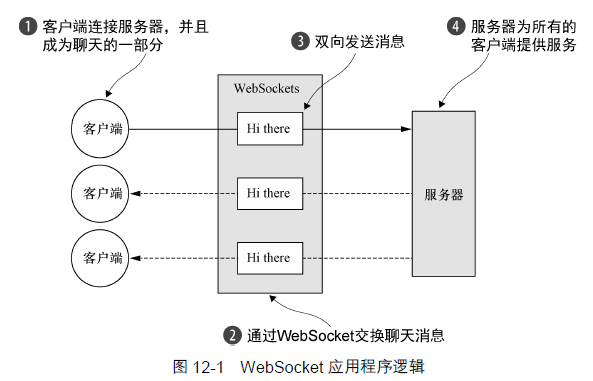 1 客户端连接服务器，并且
成为聊天的一部分
3 双向发送消息
4 服务器为所有的
客户端提供服务
WebSockets
客户端
Hi there
客户端
Hi there
服务器
客户端
Hi there
2 通过WebSocket交换聊天消息
图 12-1 WebSocket 应用程序逻辑